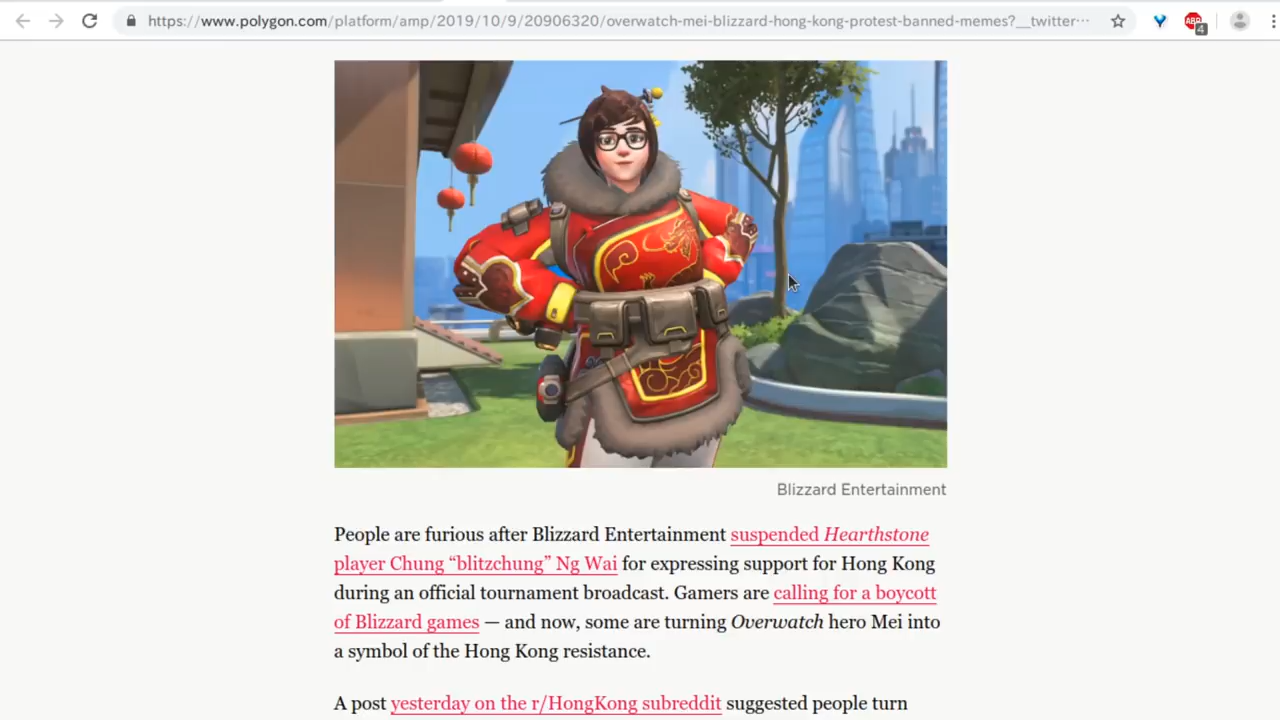 https://www.polygon.com/platform/amp/2019/10/9/20906320/overwatch-mei-blizzard-hong-kong-protest-banned-memes?__twitter···
ABP
4
Blizzard Entertainment
People are furious after Blizzard Entertainment suspended Hearthstone
player Chung “blitzchung” Ng Wai for expressing support for Hong Kong
during an official tournament broadcast. Gamers are calling for a boycott
of Blizzard games — and now, some are turning Overwatch hero Mei into
a symbol of the Hong Kong resistance.
A post yesterday on the r/HongKong subreddit suggested people turn